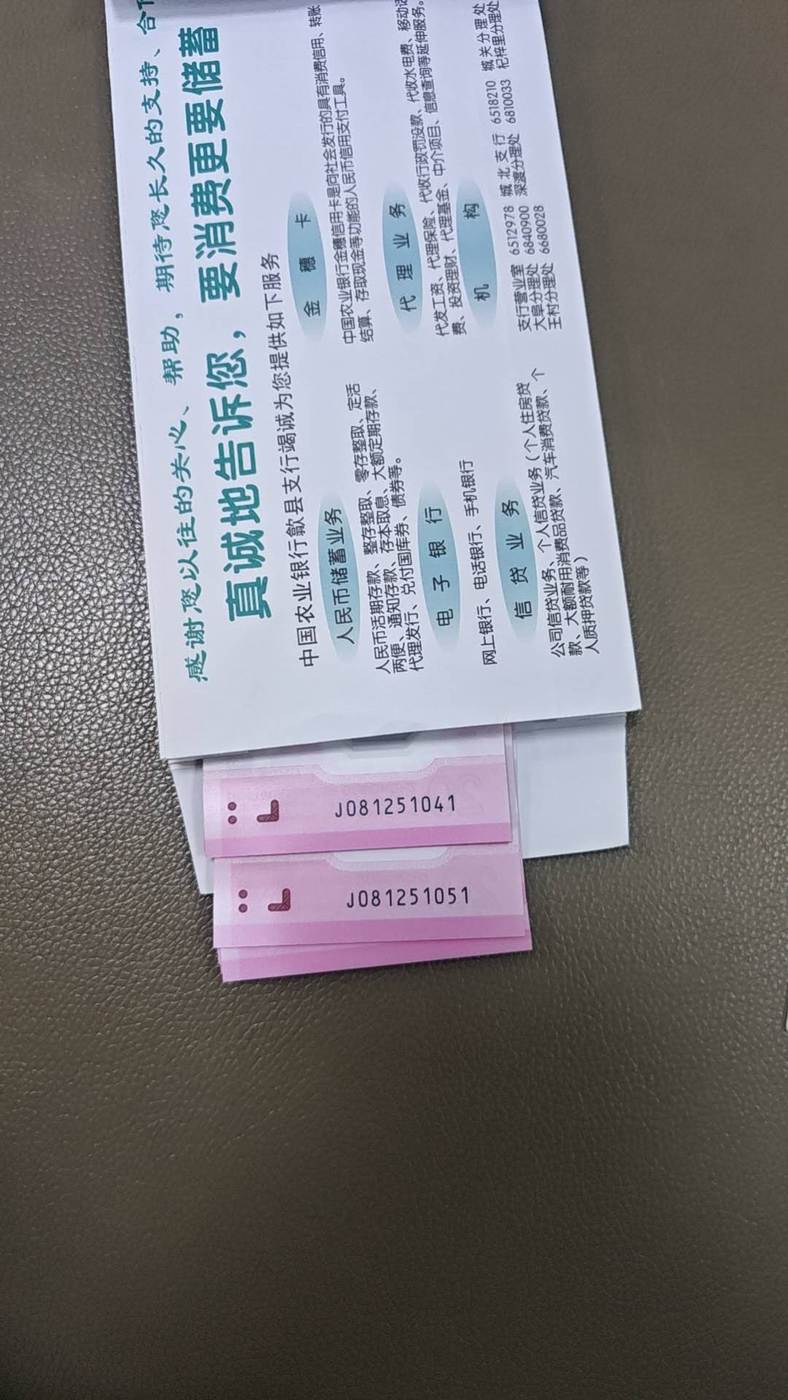 感谢您以往的关心、帮助，期待您长久的支持、合
真诚地告诉您，要消费更要储蓄
中国农业银行歙县支行竭诚为您提供如下服务
人民币储蓄业务
人民币活期存款、整存整取、零存整取、定活
两便、通知存款、存本取息、大额定期存款、
代理发行、兑付国库券、债券等。
电子银行
网上银行、电话银行、手机银行
信贷业务
公司信贷业务、个人信贷业务（个人住房贷
款、大额耐用消费品贷款、汽车消费贷款、个
人质押贷款等）
金穗卡
中国农业银行金穗信用卡是向社会发行的具有消费信用、转账
结算、存取现金等功能的人民币信用支付工具。
代理业务
代发工资、代理保险、代收行政罚没款、代收水电费、移动
费、投资理财、代理基金、中介项目、信息查询等延伸服务。
机构
支行营业室 6512978 城北支行 6518210 城关分理处
大阜分理处 6840900 深渡分理处 6810033 杞梓里分理处
王村分理处 6680028
J081251041
J081251051